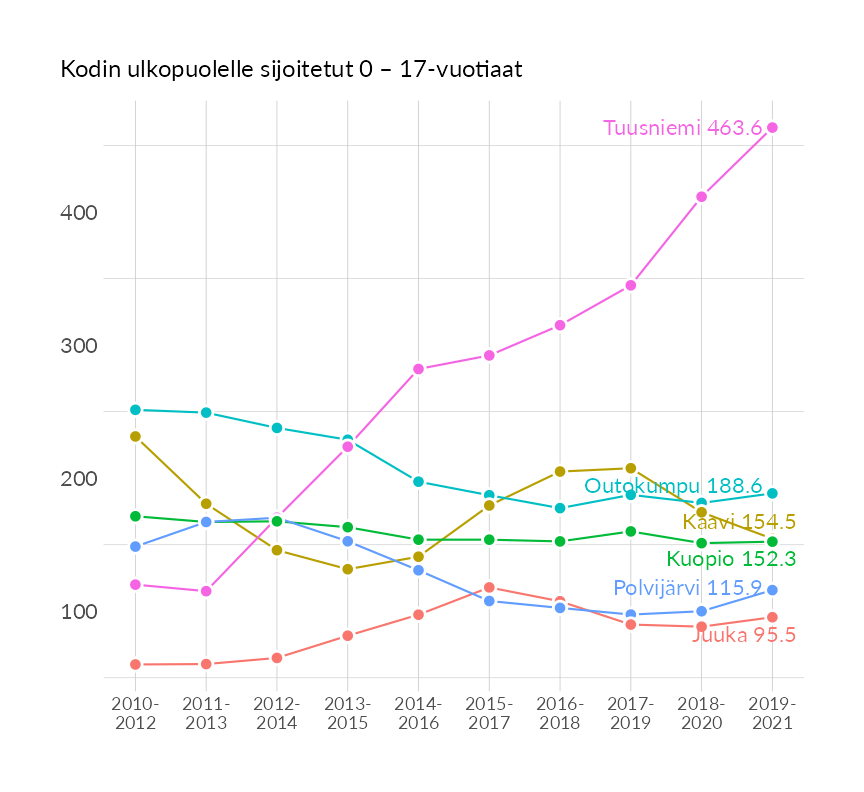 Kodin ulkopuolelle sijoitetut 0 – 17-vuotiaat
Tuusniemi 463.6
400
300
200
Outokumpu 188.6
Kaavi 154.5
Kuopio 152.3
Polvijärvi 115.9
100
Juuka 95.5
2010- 2011- 2012- 2013- 2014- 2015- 2016- 2017- 2018- 2019-
2012 2013 2014 2015 2016 2017 2018 2019 2020 2021